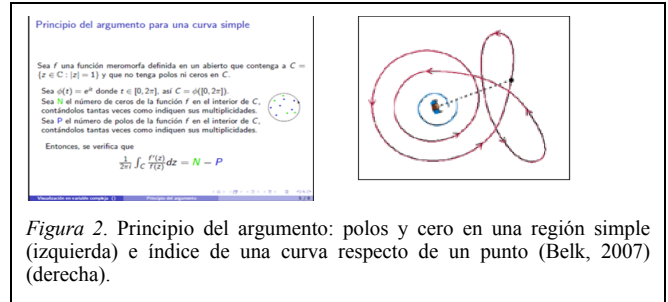 Principio del argumento para una curva simple
Sea f una función meromorfa definida en un abierto que contenga a C =
{z ∈ ℂ : |z| = 1} y que no tenga polos ni ceros en C.
Sea ϕ(t) = e^{it} donde t ∈ [0, 2π], así C = ϕ([0, 2π]).
Sea N el número de ceros de la función f en el interior de C,
contándolos tantas veces como indiquen sus multiplicidades.
Sea P el número de polos de la función f en el interior de C,
contándolos tantas veces como indiquen sus multiplicidades.
Entonces, se verifica que
1/2πi ∫_C f'(z)/f(z) dz = N − P
Visualización en variable compleja () Principio del argumento
Figura 2. Principio del argumento: polos y cero en una región simple
(izquierda) e índice de una curva respecto de un punto (Belk, 2007)
(derecha).